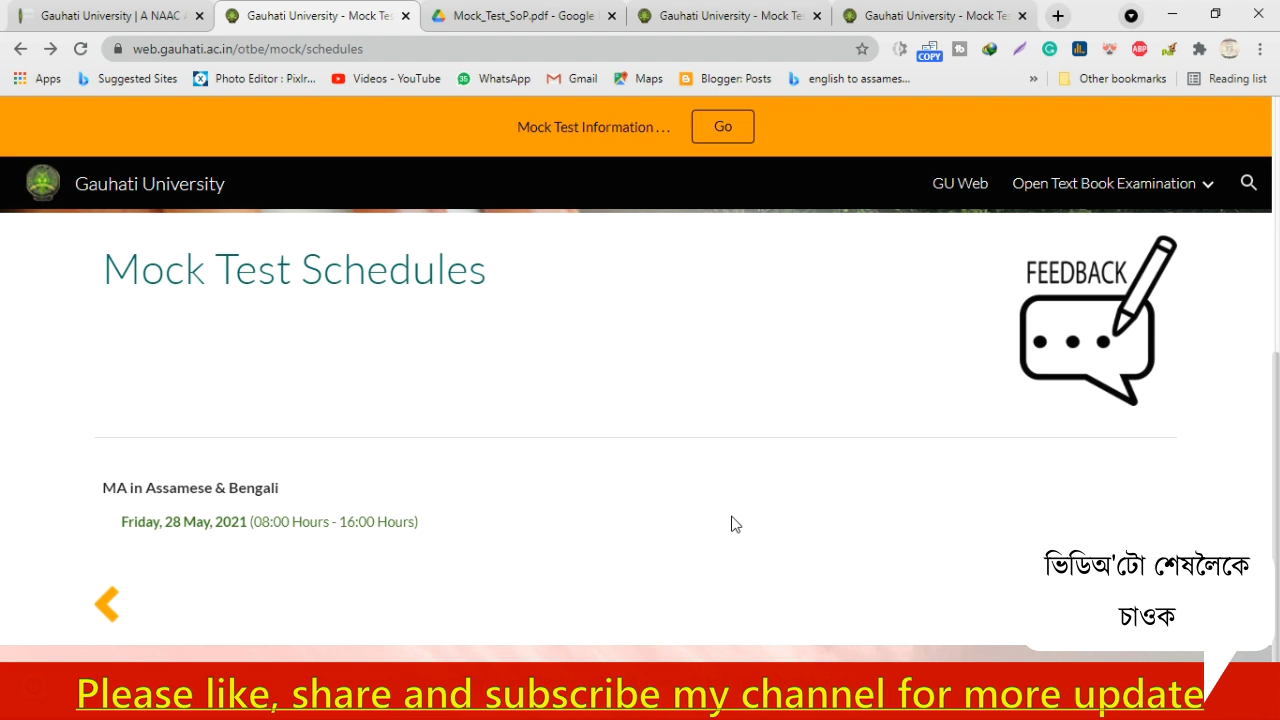 Gauhati University | A NAAC
Gauhati University - Mock Te
Mock_Test_SoP.pdf - Google
Gauhati University - Mock Te
Gauhati University - Mock Te
web.gauhati.ac.in/otbe/mock/schedules
COPY
ABP
Apps
Suggested Sites
Photo Editor : Pixlr...
Videos - YouTube
WhatsApp
Gmail
Maps
Blogger: Posts
english to assames...
»
Other bookmarks
Reading list
Mock Test Information . . .
Go
Gauhati University
GU Web
Open Text Book Examination
Mock Test Schedules
FEEDBACK
MA in Assamese & Bengali
Friday, 28 May, 2021 (08:00 Hours - 16:00 Hours)
ভিডিঅ'টো শেষলৈকে
চাওক
Please like, share and subscribe my channel for more update